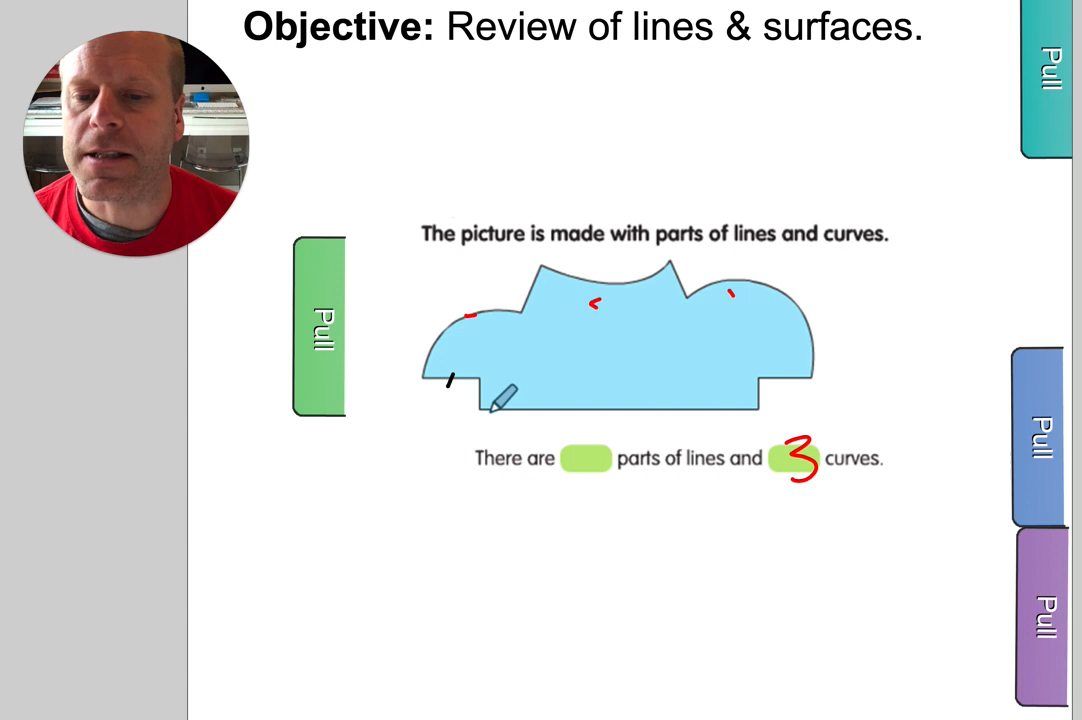 Objective: Review of lines & surfaces.
Pull
The picture is made with parts of lines and curves.
Pull
There are parts of lines and 3 curves.
Pull
Pull